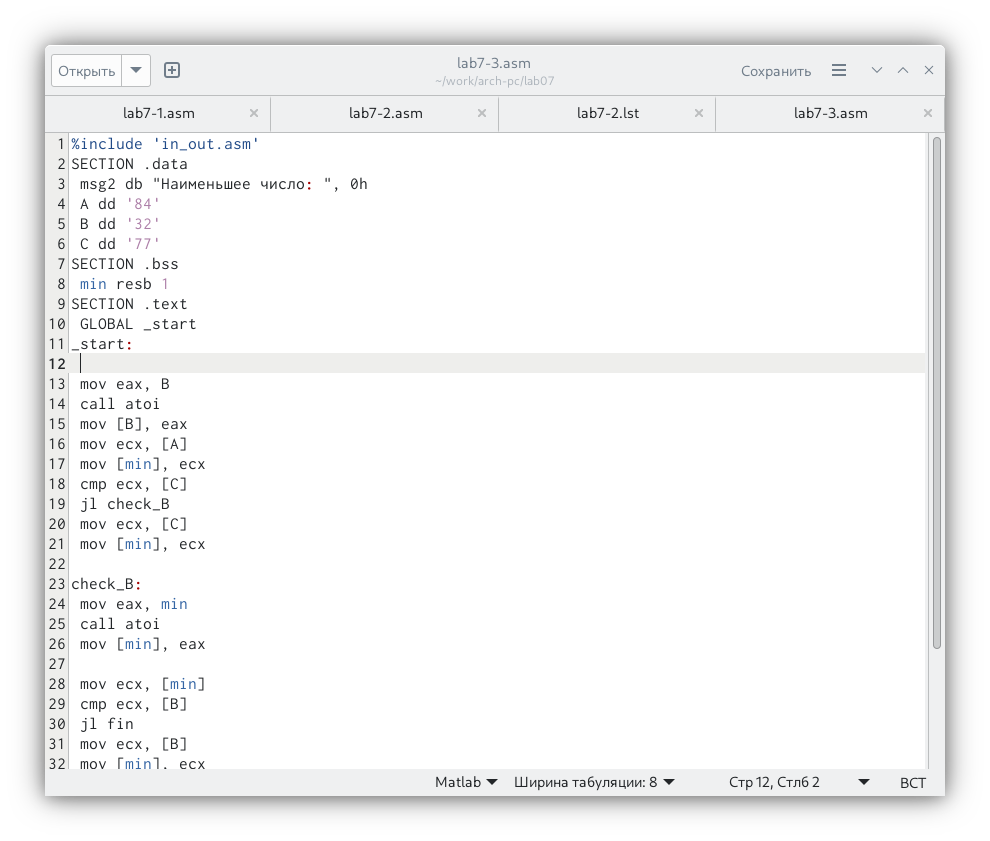 Открыть
lab7-3.asm
~/work/arch-pc/lab07
Сохранить
lab7-1.asm
lab7-2.asm
lab7-2.lst
lab7-3.asm
1 %include 'in_out.asm'
2 SECTION .data
3 msg2 db "Наименьшее число: ", 0h
4 A dd '84'
5 B dd '32'
6 C dd '77'
7 SECTION .bss
8 min resb 1
9 SECTION .text
10 GLOBAL _start
11 _start:
12
13 mov eax, B
14 call atoi
15 mov [B], eax
16 mov ecx, [A]
17 mov [min], ecx
18 cmp ecx, [C]
19 jl check_B
20 mov ecx, [C]
21 mov [min], ecx
22
23 check_B:
24 mov eax, min
25 call atoi
26 mov [min], eax
27
28 mov ecx, [min]
29 cmp ecx, [B]
30 jl fin
31 mov ecx, [B]
32 mov [min], ecx
Matlab
Ширина табуляции: 8
Стр 12, Стлб 2
ВСТ